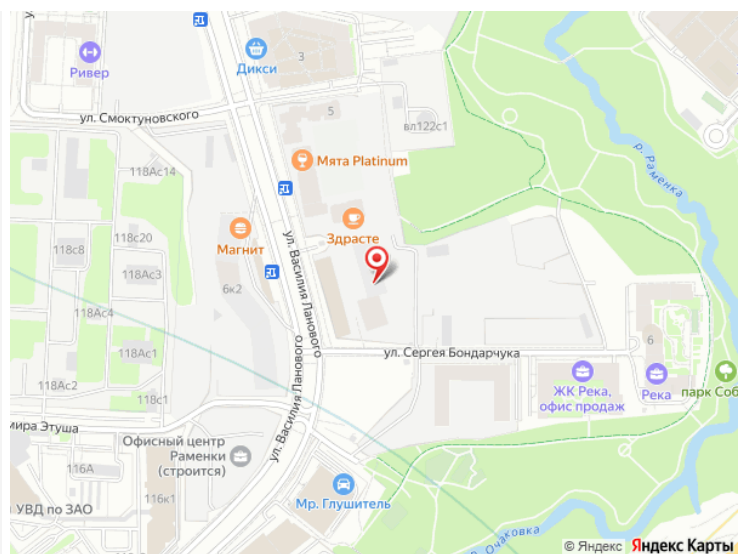 Ривер
Дикси
3
ул. Смоктуновского
5
вл122с1
р. Раменка
118Ас14
Мята Platinum
118с20
118с8
Магнит
Здрасте
118Ас3
6к2
ул. Василия Ланового
118Ас4
118Ас1
ул. Сергея Бондарчука
6
118Ас2
118с1
ул. Василия Ланового
ЖК Река,
офис продаж
Река
парк Соб
мира Этуша
Офисный центр
Раменки
(строится)
116А
116к1
УВД по ЗАО
Мр. Глушитель
р. Очаковка
© Яндекс Яндекс Карты